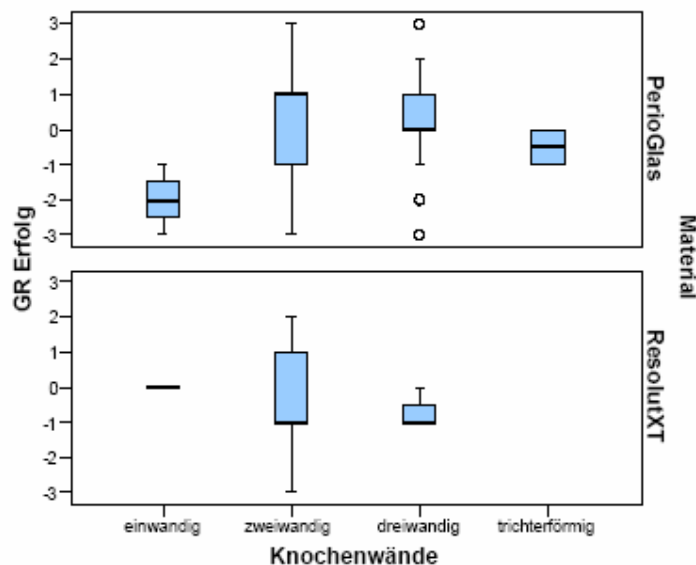 3
2
1
0
-1
-2
-3
PerioGlas
GR Erfolg
Material
3
2
1
0
-1
-2
-3
ResolutXT
einwandig zweiwandig dreiwandig trichterförmig
Knochenwände